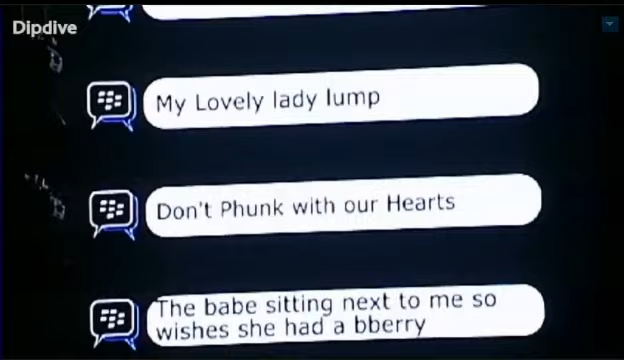 Dipdive
My Lovely lady lump
Don't Phunk with our Hearts
The babe sitting next to me so
wishes she had a bberry